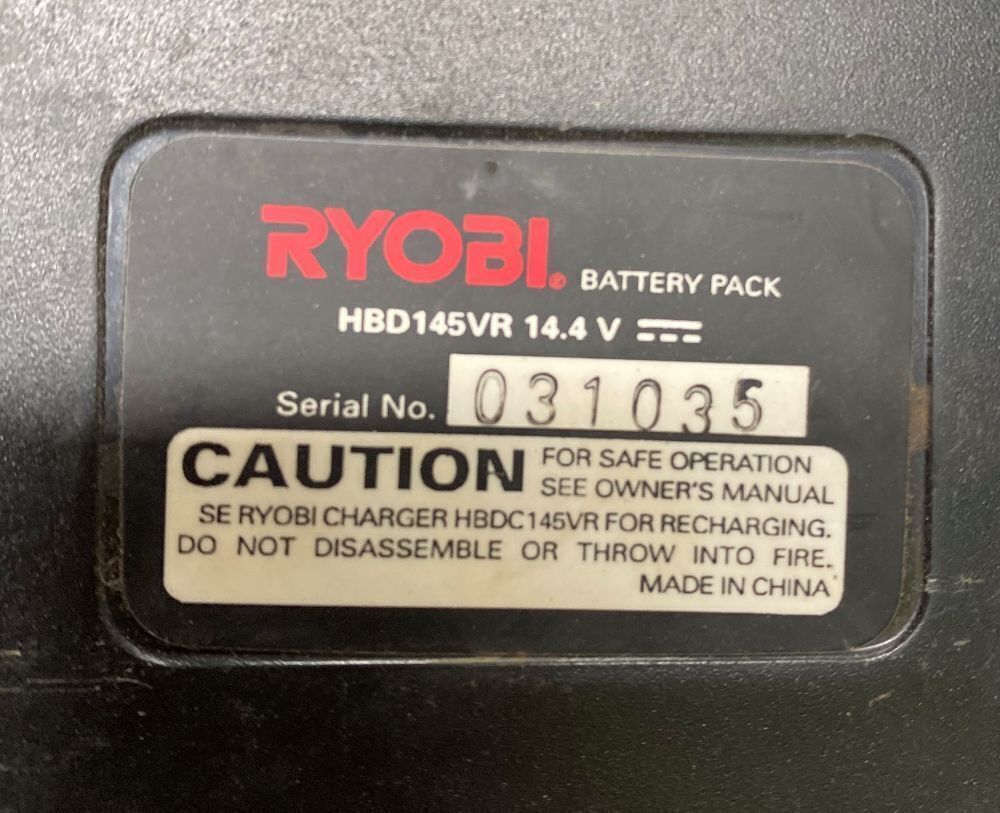 RYOBI® BATTERY PACK
HBD145VR 14.4 V ⎓
Serial No. 031035
CAUTION FOR SAFE OPERATION
SEE OWNER'S MANUAL
SE RYOBI CHARGER HBDC145VR FOR RECHARGING.
DO NOT DISASSEMBLE OR THROW INTO FIRE.
MADE IN CHINA